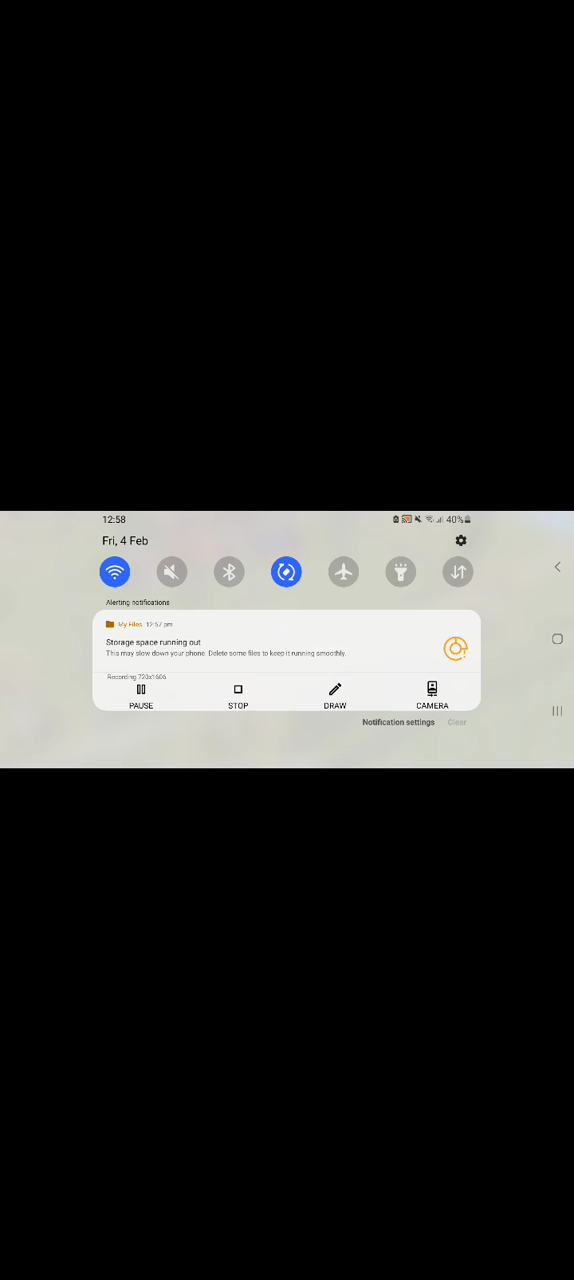 12:58 40%
Fri, 4 Feb
Alerting notifications
My Files 12:57 pm
Storage space running out
This may slow down your phone. Delete some files to keep it running smoothly.
Recording 720x1606
PAUSE STOP DRAW CAMERA
Notification settings Clear